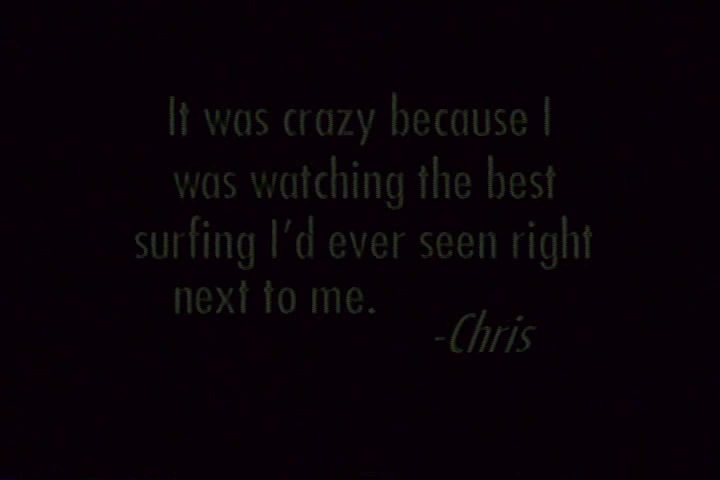 It was crazy because I
was watching the best
surfing I'd ever seen right
next to me.
-Chris